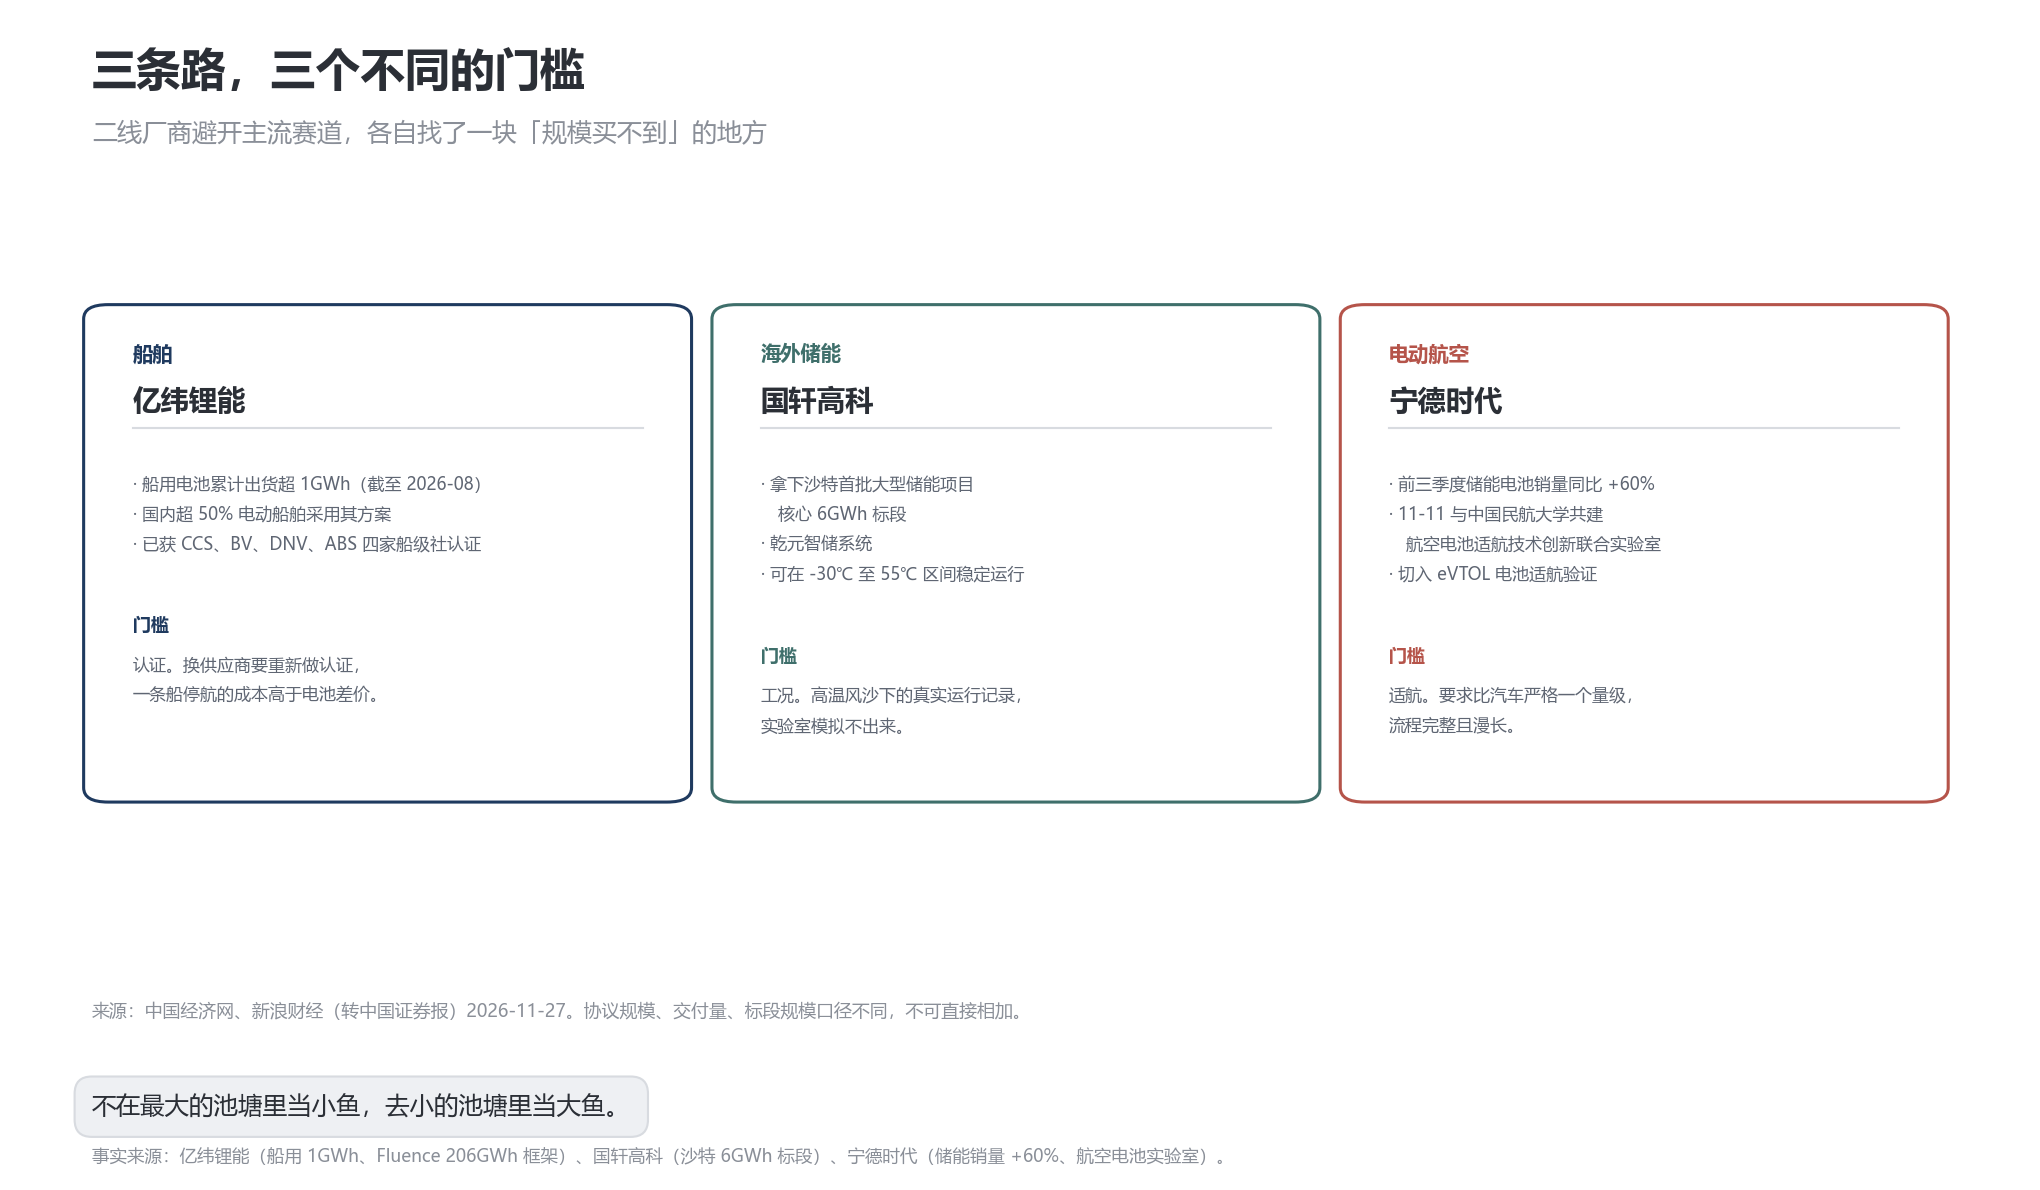 三条路，三个不同的门槛
二线厂商避开主流赛道，各自找了一块「规模买不到」的地方
船舶
亿纬锂能
· 船用电池累计出货超 1GWh（截至 2026-08）
· 国内超 50% 电动船舶采用其方案
· 已获 CCS、BV、DNV、ABS 四家船级社认证
门槛
认证。换供应商要重新做认证，
一条船停航的成本高于电池差价。
海外储能
国轩高科
· 拿下沙特首批大型储能项目
核心 6GWh 标段
· 乾元智储系统
· 可在 -30℃ 至 55℃ 区间稳定运行
门槛
工况。高温风沙下的真实运行记录，
实验室模拟不出来。
电动航空
宁德时代
· 前三季度储能电池销量同比 +60%
· 11-11 与中国民航大学共建
航空电池适航技术创新联合实验室
· 切入 eVTOL 电池适航验证
门槛
适航。要求比汽车严格一个量级，
流程完整且漫长。
来源：中国经济网、新浪财经（转中国证券报）2026-11-27。协议规模、交付量、标段规模口径不同，不可直接相加。
不在最大的池塘里当小鱼，去小的池塘里当大鱼。
事实来源：亿纬锂能（船用 1GWh、Fluence 206GWh 框架）、国轩高科（沙特 6GWh 标段）、宁德时代（储能销量 +60%、航空电池实验室）。